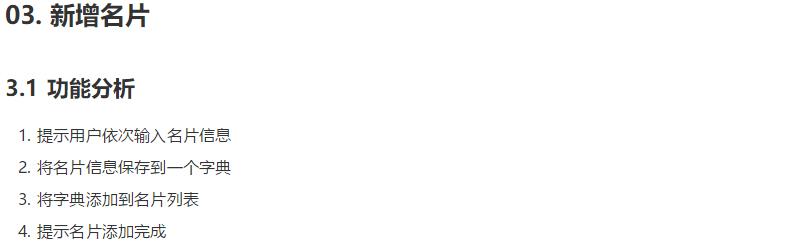 03. 新增名片
3.1 功能分析
1. 提示用户依次输入名片信息
2. 将名片信息保存到一个字典
3. 将字典添加到名片列表
4. 提示名片添加完成